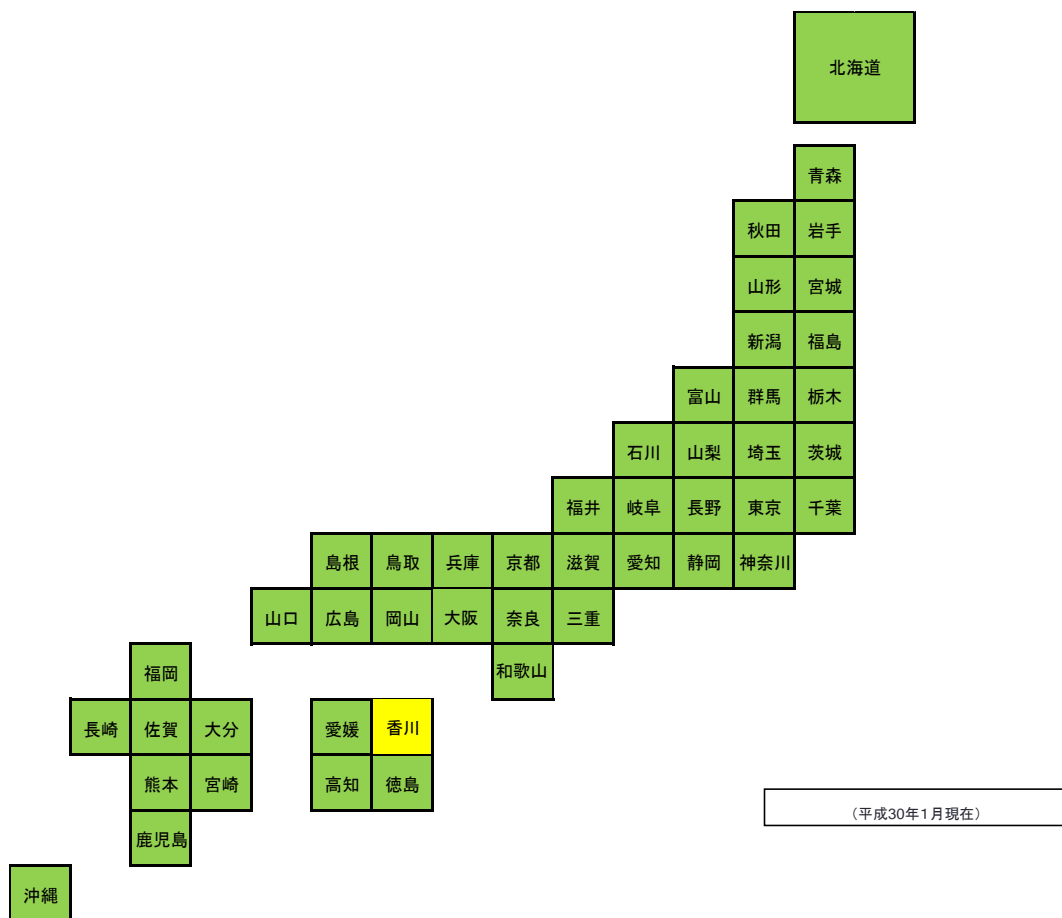 北海道
青森
秋田 岩手
山形 宮城
新潟 福島
富山 群馬 栃木
石川 山梨 埼玉 茨城
福井 岐阜 長野 東京 千葉
島根 鳥取 兵庫 京都 滋賀 愛知 静岡 神奈川
山口 広島 岡山 大阪 奈良 三重
福岡 和歌山
長崎 佐賀 大分 愛媛 香川
熊本 宮崎 高知 徳島
(平成30年1月現在)
鹿児島
沖縄